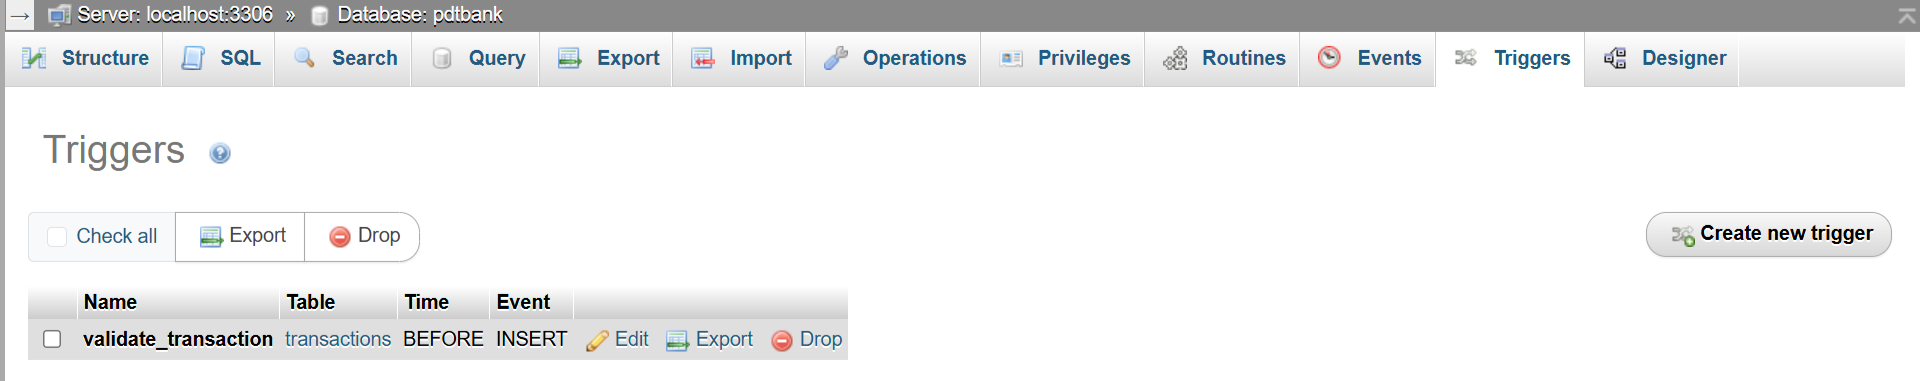 → Server: localhost:3306 » Database: pdtbank
Structure SQL Search Query Export Import Operations Privileges Routines Events Triggers Designer
Triggers
Check all Export Drop Create new trigger
Name Table Time Event
validate_transaction transactions BEFORE INSERT Edit Export Drop